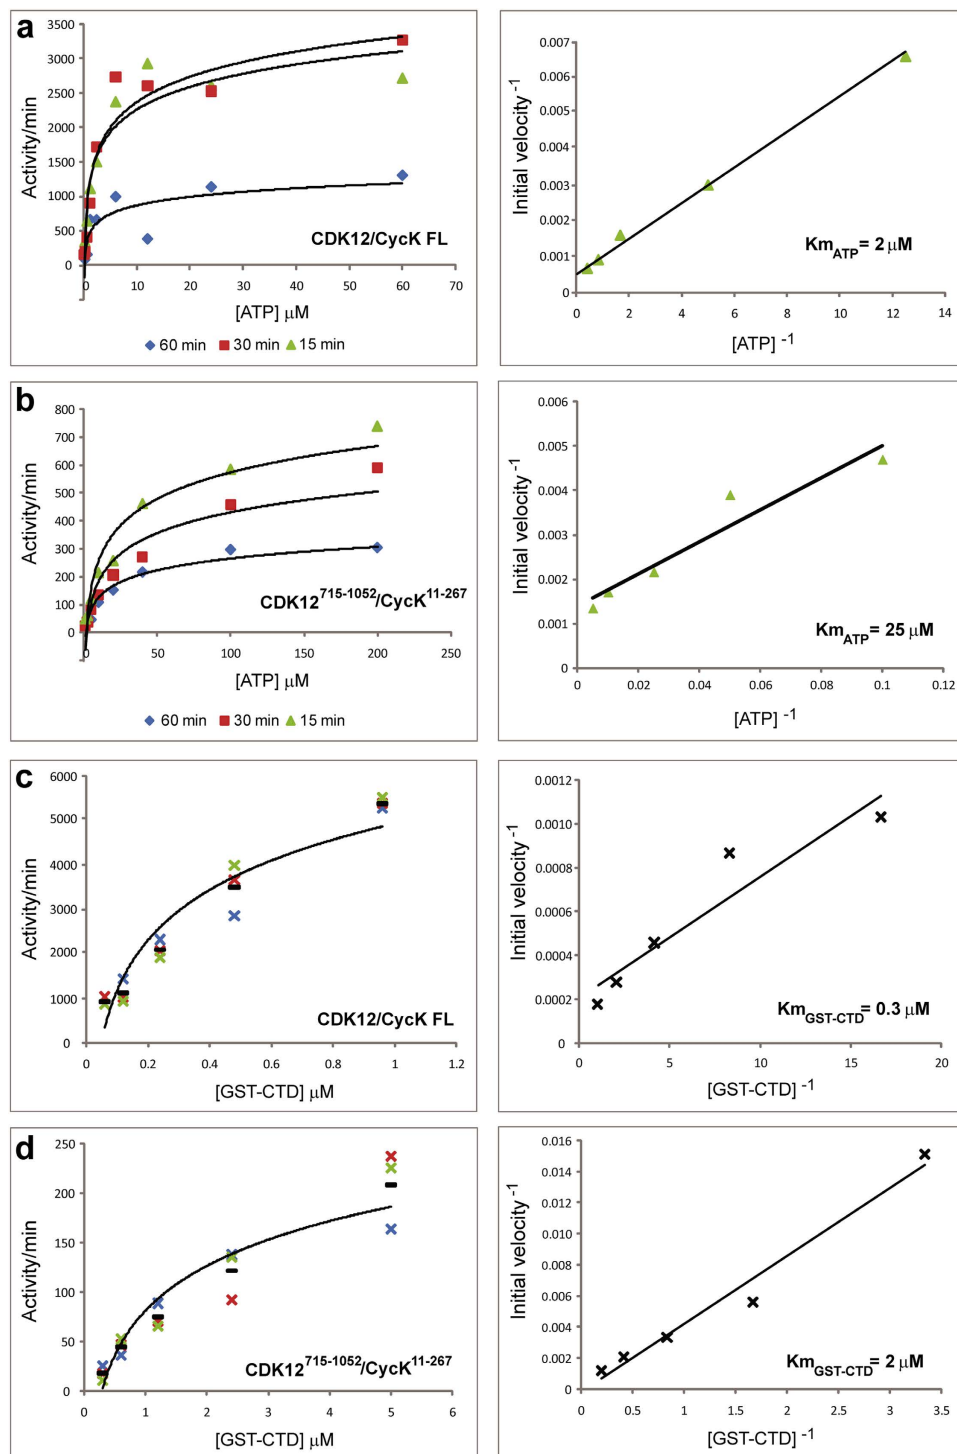 a
3500
3000
2500
2000
1500
1000
500
0
Activity/min
0 10 20 30 40 50 60 70
[ATP] μM
CDK12/CycK FL
60 min 30 min 15 min
0.007
0.006
0.005
0.004
0.003
0.002
0.001
0
Initial velocity-1
0 2 4 6 8 10 12 14
[ATP] -1
KmATP= 2 μM
b
800
700
600
500
400
300
200
100
0
Activity/min
50 100 150 200 250
[ATP] μM
CDK12715-1052/CycK11-267
60 min 30 min 15 min
0.006
0.005
0.004
0.003
0.002
0.001
0
Initial velocity-1
0 0.02 0.04 0.06 0.08 0.1 0.12
[ATP] -1
KmATP= 25 μM
c
6000
5000
4000
3000
2000
1000
0
Activity/min
0 0.2 0.4 0.6 0.8 1 1.2
[GST-CTD] μM
CDK12/CycK FL
0.0012
0.0010
0.0008
0.0006
0.0004
0.0002
0
Initial velocity-1
0 5 10 15 20
[GST-CTD] -1
KmGST-CTD= 0.3 μM
d
250
200
150
100
50
0
Activity/min
0 1 2 3 4 5 6
[GST-CTD] μM
CDK12715-1052/CycK11-267
0.016
0.014
0.012
0.010
0.008
0.006
0.004
0.002
0
Initial velocity-1
0 0.5 1 1.5 2 2.5 3 3.5
[GST-CTD] -1
KmGST-CTD= 2 μM